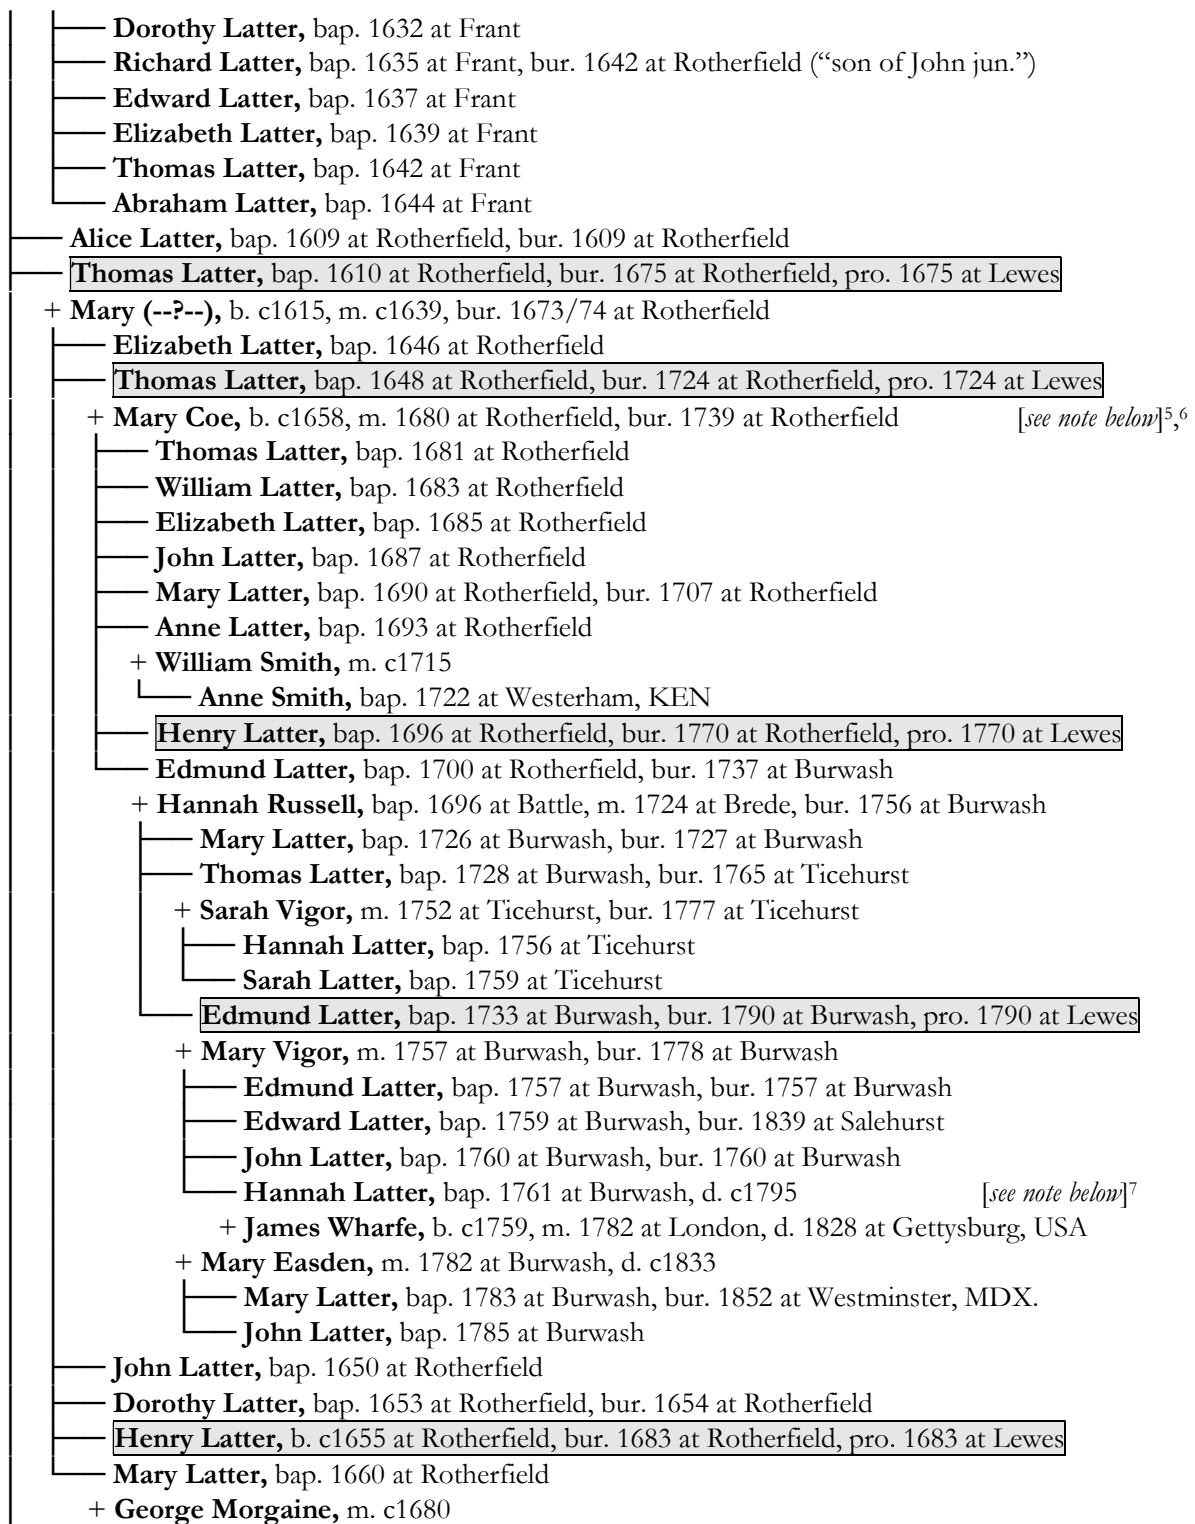 Dorothy Latter, bap. 1632 at Frant
Richard Latter, bap. 1635 at Frant, bur. 1642 at Rotherfield (“son of John jun.”)
Edward Latter, bap. 1637 at Frant
Elizabeth Latter, bap. 1639 at Frant
Thomas Latter, bap. 1642 at Frant
Abraham Latter, bap. 1644 at Frant
Alice Latter, bap. 1609 at Rotherfield, bur. 1609 at Rotherfield
Thomas Latter, bap. 1610 at Rotherfield, bur. 1675 at Rotherfield, pro. 1675 at Lewes
+ Mary (--?--), b. c1615, m. c1639, bur. 1673/74 at Rotherfield
Elizabeth Latter, bap. 1646 at Rotherfield
Thomas Latter, bap. 1648 at Rotherfield, bur. 1724 at Rotherfield, pro. 1724 at Lewes
+ Mary Coe, b. c1658, m. 1680 at Rotherfield, bur. 1739 at Rotherfield [see note below]5,6
Thomas Latter, bap. 1681 at Rotherfield
William Latter, bap. 1683 at Rotherfield
Elizabeth Latter, bap. 1685 at Rotherfield
John Latter, bap. 1687 at Rotherfield
Mary Latter, bap. 1690 at Rotherfield, bur. 1707 at Rotherfield
Anne Latter, bap. 1693 at Rotherfield
+ William Smith, m. c1715
Anne Smith, bap. 1722 at Westerham, KEN
Henry Latter, bap. 1696 at Rotherfield, bur. 1770 at Rotherfield, pro. 1770 at Lewes
Edmund Latter, bap. 1700 at Rotherfield, bur. 1737 at Burwash
+ Hannah Russell, bap. 1696 at Battle, m. 1724 at Brede, bur. 1756 at Burwash
Mary Latter, bap. 1726 at Burwash, bur. 1727 at Burwash
Thomas Latter, bap. 1728 at Burwash, bur. 1765 at Ticehurst
+ Sarah Vigor, m. 1752 at Ticehurst, bur. 1777 at Ticehurst
Hannah Latter, bap. 1756 at Ticehurst
Sarah Latter, bap. 1759 at Ticehurst
Edmund Latter, bap. 1733 at Burwash, bur. 1790 at Burwash, pro. 1790 at Lewes
+ Mary Vigor, m. 1757 at Burwash, bur. 1778 at Burwash
Edmund Latter, bap. 1757 at Burwash, bur. 1757 at Burwash
Edward Latter, bap. 1759 at Burwash, bur. 1839 at Salehurst
John Latter, bap. 1760 at Burwash, bur. 1760 at Burwash
Hannah Latter, bap. 1761 at Burwash, d. c1795 [see note below]7
+ James Wharfe, b. c1759, m. 1782 at London, d. 1828 at Gettysburg, USA
+ Mary Easden, m. 1782 at Burwash, d. c1833
Mary Latter, bap. 1783 at Burwash, bur. 1852 at Westminster, MDX.
John Latter, bap. 1785 at Burwash
John Latter, bap. 1650 at Rotherfield
Dorothy Latter, bap. 1653 at Rotherfield, bur. 1654 at Rotherfield
Henry Latter, b. c1655 at Rotherfield, bur. 1683 at Rotherfield, pro. 1683 at Lewes
Mary Latter, bap. 1660 at Rotherfield
+ George Morgaine, m. c1680